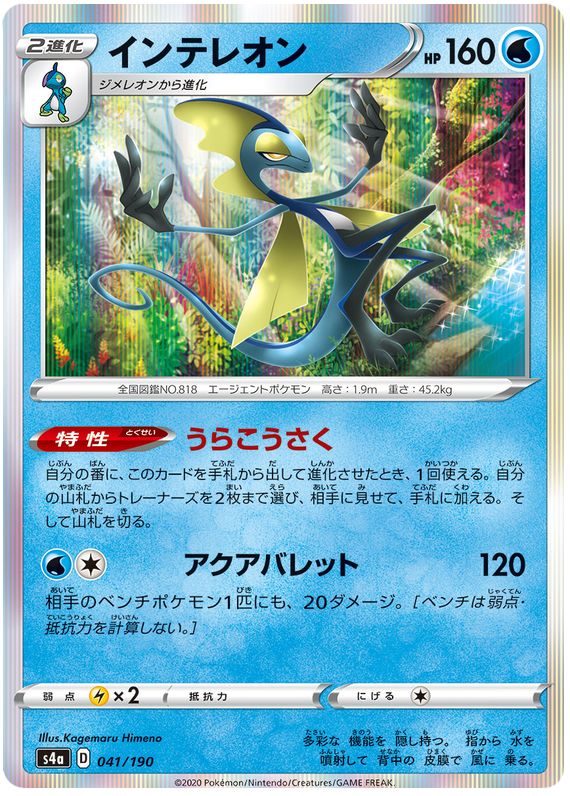 2進化
インテレオン
HP 160
ジメレオンから進化
全国図鑑NO.818 エージェントポケモン 高さ:1.9m 重さ:45.2kg
特性 とくせい うらこうさく
自分の番に、このカードを手札から出して進化させたとき、1回使える。自分
の山札からトレーナーズを2枚まで選び、相手に見せて、手札に加える。そ
して山札を切る。
アクアバレット 120
相手のベンチポケモン1匹にも、20ダメージ。[ベンチは弱点・
抵抗力を計算しない。]
弱点 ×2 抵抗力 にげる
Illus.Kagemaru Himeno
多彩な 機能を 隠し持つ。 指から 水を
噴射して 背中の 皮膜で 風に 乗る。
s4a D 041/190
©2020 Pokémon/Nintendo/Creatures/GAME FREAK.